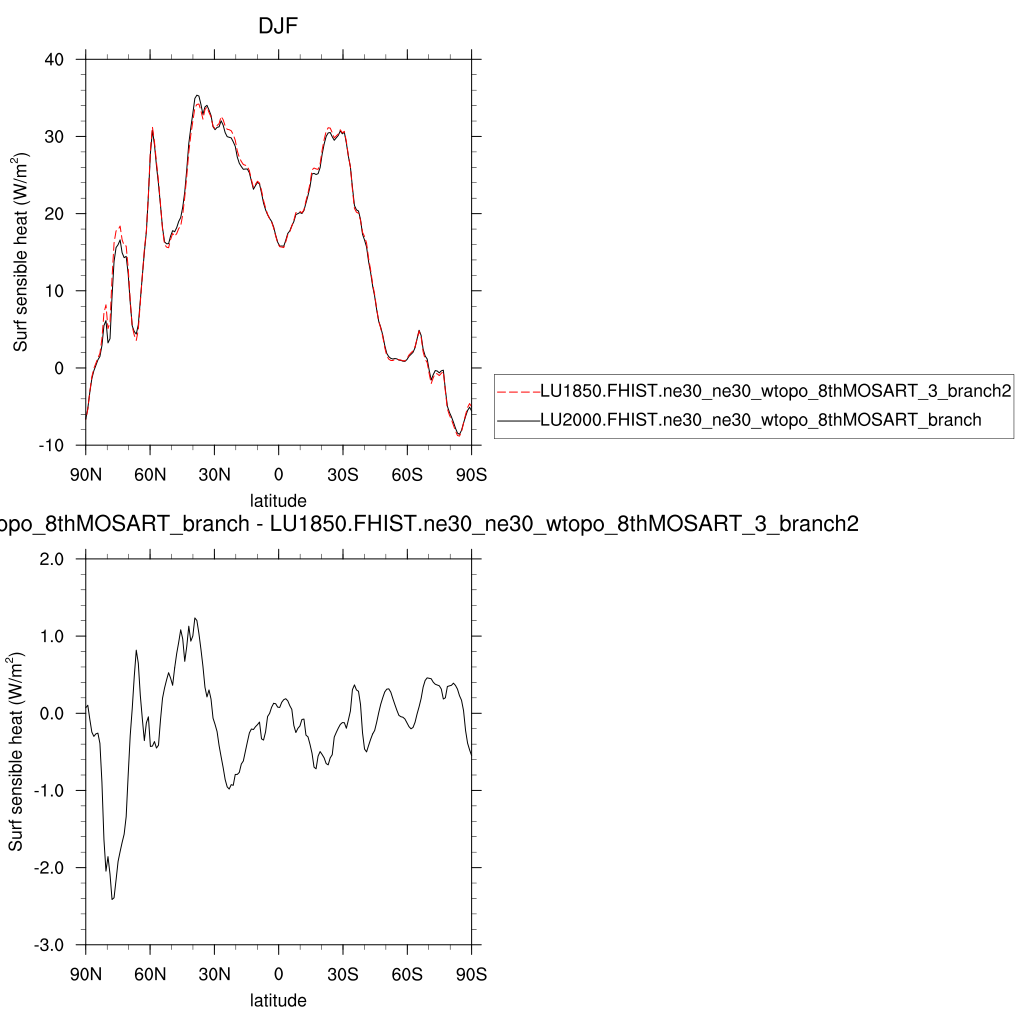 DJF
40
30
20
10
0
-10
Surf sensible heat (W/m²)
90N 60N 30N 0 30S 60S 90S
latitude
LU1850.FHIST.ne30_ne30_wtopo_8thMOSART_3_branch2
LU2000.FHIST.ne30_ne30_wtopo_8thMOSART_branch
opo_8thMOSART_branch - LU1850.FHIST.ne30_ne30_wtopo_8thMOSART_3_branch2
2.0
1.0
0.0
-1.0
-2.0
-3.0
Surf sensible heat (W/m²)
90N 60N 30N 0 30S 60S 90S
latitude